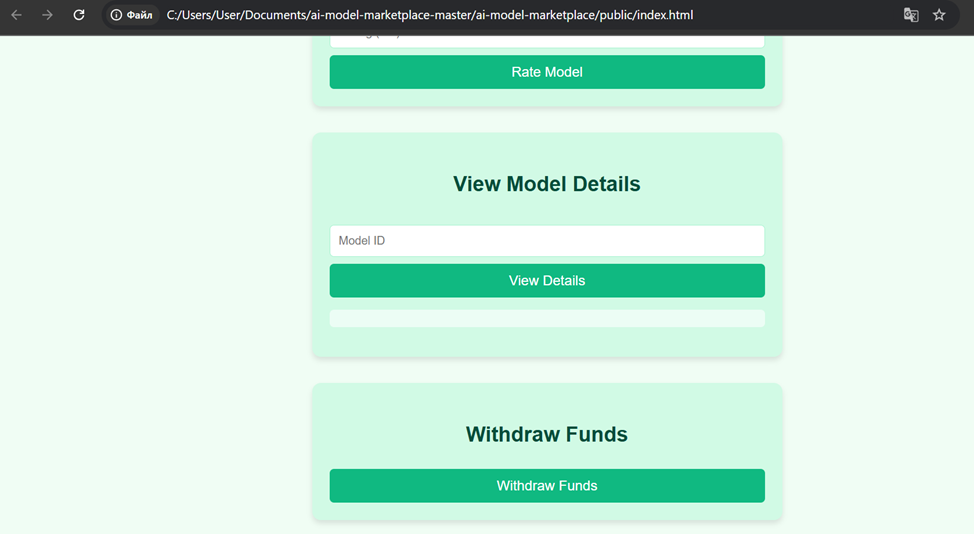 Файл
C:/Users/User/Documents/ai-model-marketplace-master/ai-model-marketplace/public/index.html
Rate Model
View Model Details
Model ID
View Details
Withdraw Funds
Withdraw Funds